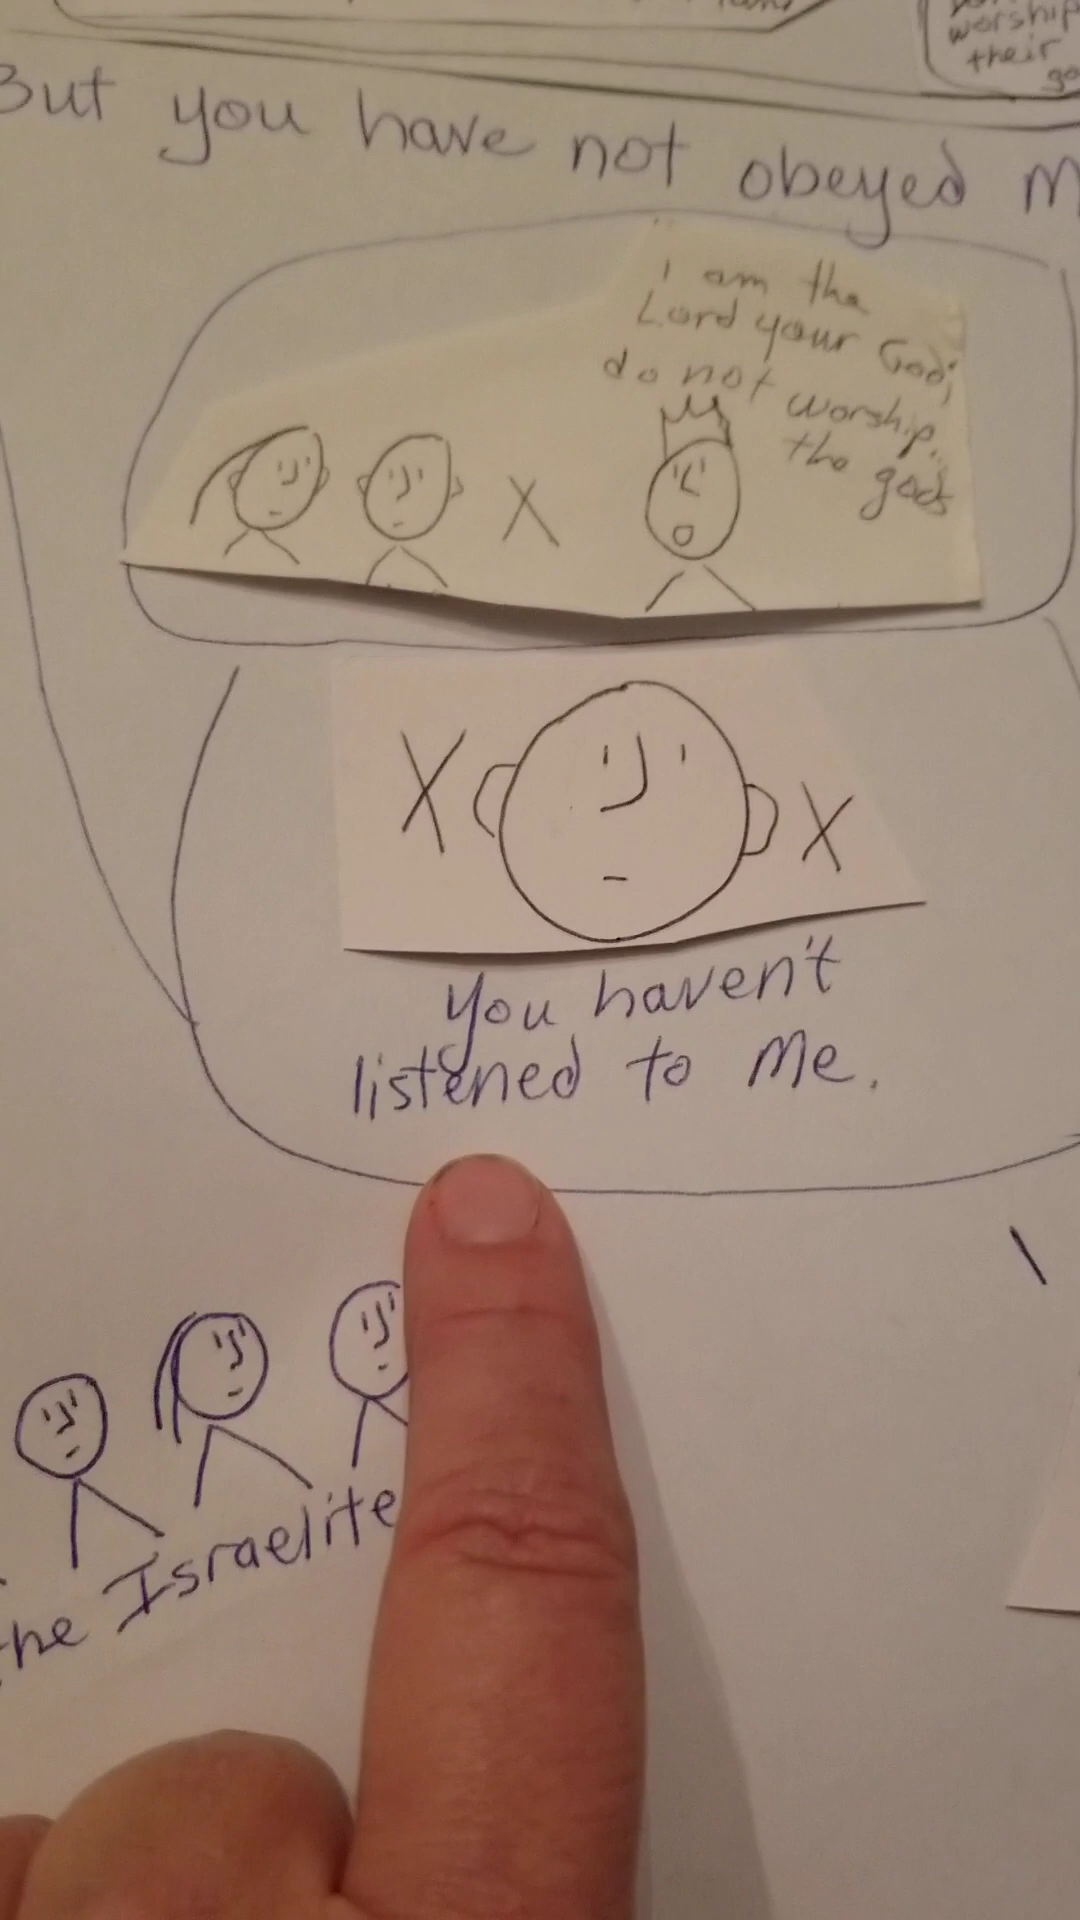 worship
their
But you have not obeyed M
I am the
Lord your God;
do not worship
the gods
X
X X
you haven't
listened to Me.
the Israelite